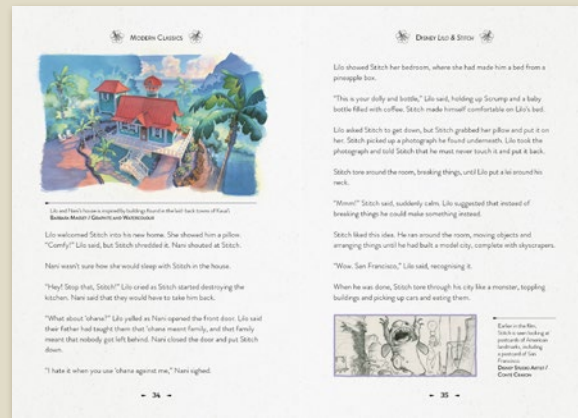 MODERN CLASSICS
Lilo and Nani's house is inspired by buildings found in the laid-back towns of Kaua'i.
BARBARA MASSEY / GRAPHITE AND WATERCOLOUR
Lilo welcomed Stitch into his new home. She showed him a pillow.
"Comfy!" Lilo said, but Stitch shredded it. Nani shouted at Stitch.
Nani wasn't sure how she would sleep with Stitch in the house.
"Hey! Stop that, Stitch!" Lilo cried as Stitch started destroying the
kitchen. Nani said that they would have to take him back.
"What about 'ohana?" Lilo yelled as Nani opened the front door. Lilo said
their father had taught them that 'ohana meant family, and that family
meant that nobody got left behind. Nani closed the door and put Stitch
down.
"I hate it when you use 'ohana against me," Nani sighed.
34
DISNEY LILO & STITCH
Lilo showed Stitch her bedroom, where she had made him a bed from a
pineapple box.
"This is your dolly and bottle," Lilo said, holding up Scrump and a baby
bottle filled with coffee. Stitch made himself comfortable on Lilo's bed.
Lilo asked Stitch to get down, but Stitch grabbed her pillow and put it on
her. Stitch picked up a photograph he found underneath. Lilo took the
photograph and told Stitch that he must never touch it and put it back.
Stitch tore around the room, breaking things, until Lilo put a lei around his
neck.
"Mmm!" Stitch said, suddenly calm. Lilo suggested that instead of
breaking things he could make something instead.
Stitch liked this idea. He ran around the room, moving objects and
arranging things until he had built a model city, complete with skyscrapers.
"Wow. San Francisco," Lilo said, recognising it.
When he was done, Stitch tore through his city like a monster, toppling
buildings and picking up cars and eating them.
Earlier in the film,
Stitch is seen looking at
postcards of American
landmarks, including
a postcard of San
Francisco.
DISNEY STUDIO ARTIST /
CONTÉ CRAYON
35